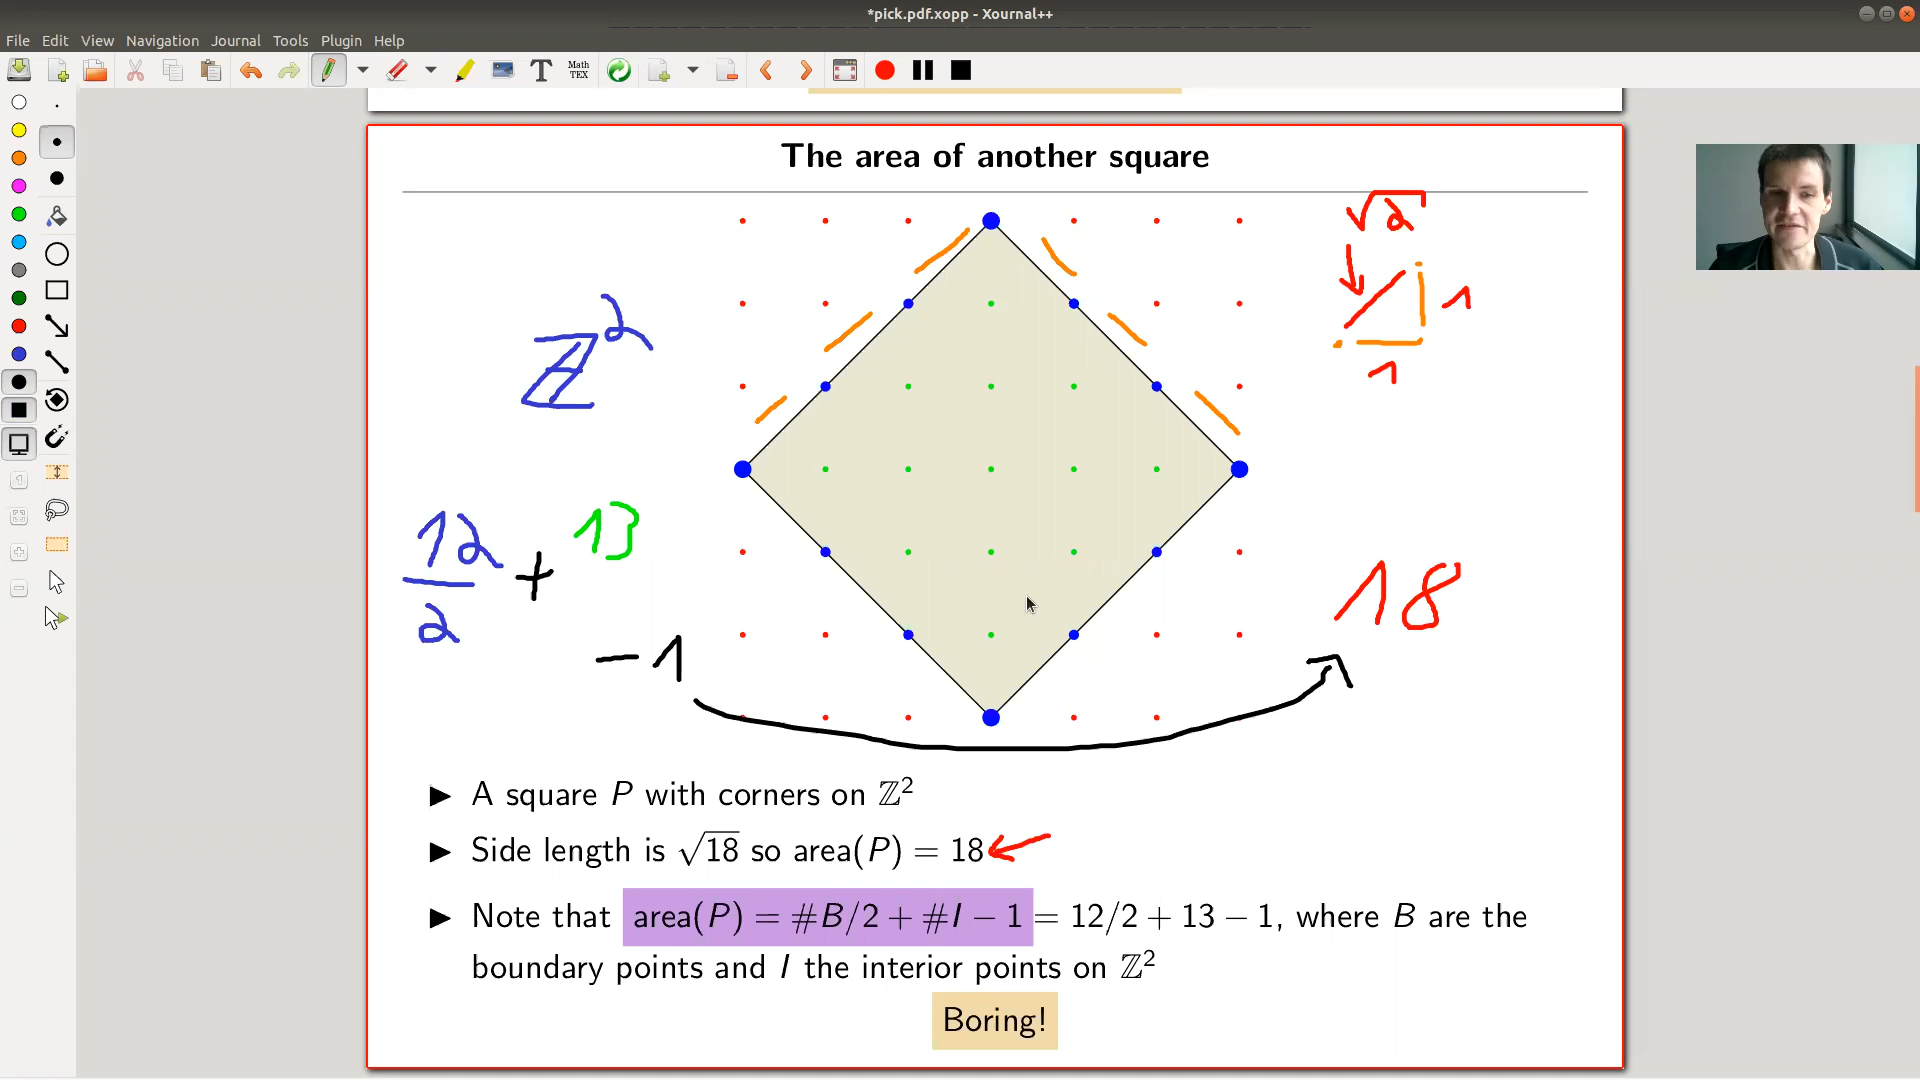 *pick.pdf.xopp - Xournal++
File Edit View Navigation Journal Tools Plugin Help
T Math TEX
The area of another square
√2
1
1
ℤ²
12/2 + 13
− 1
18
▶ A square P with corners on ℤ²
▶ Side length is √18 so area(P) = 18
▶ Note that area(P) = #B/2 + #I − 1 = 12/2 + 13 − 1, where B are the
boundary points and I the interior points on ℤ²
Boring!